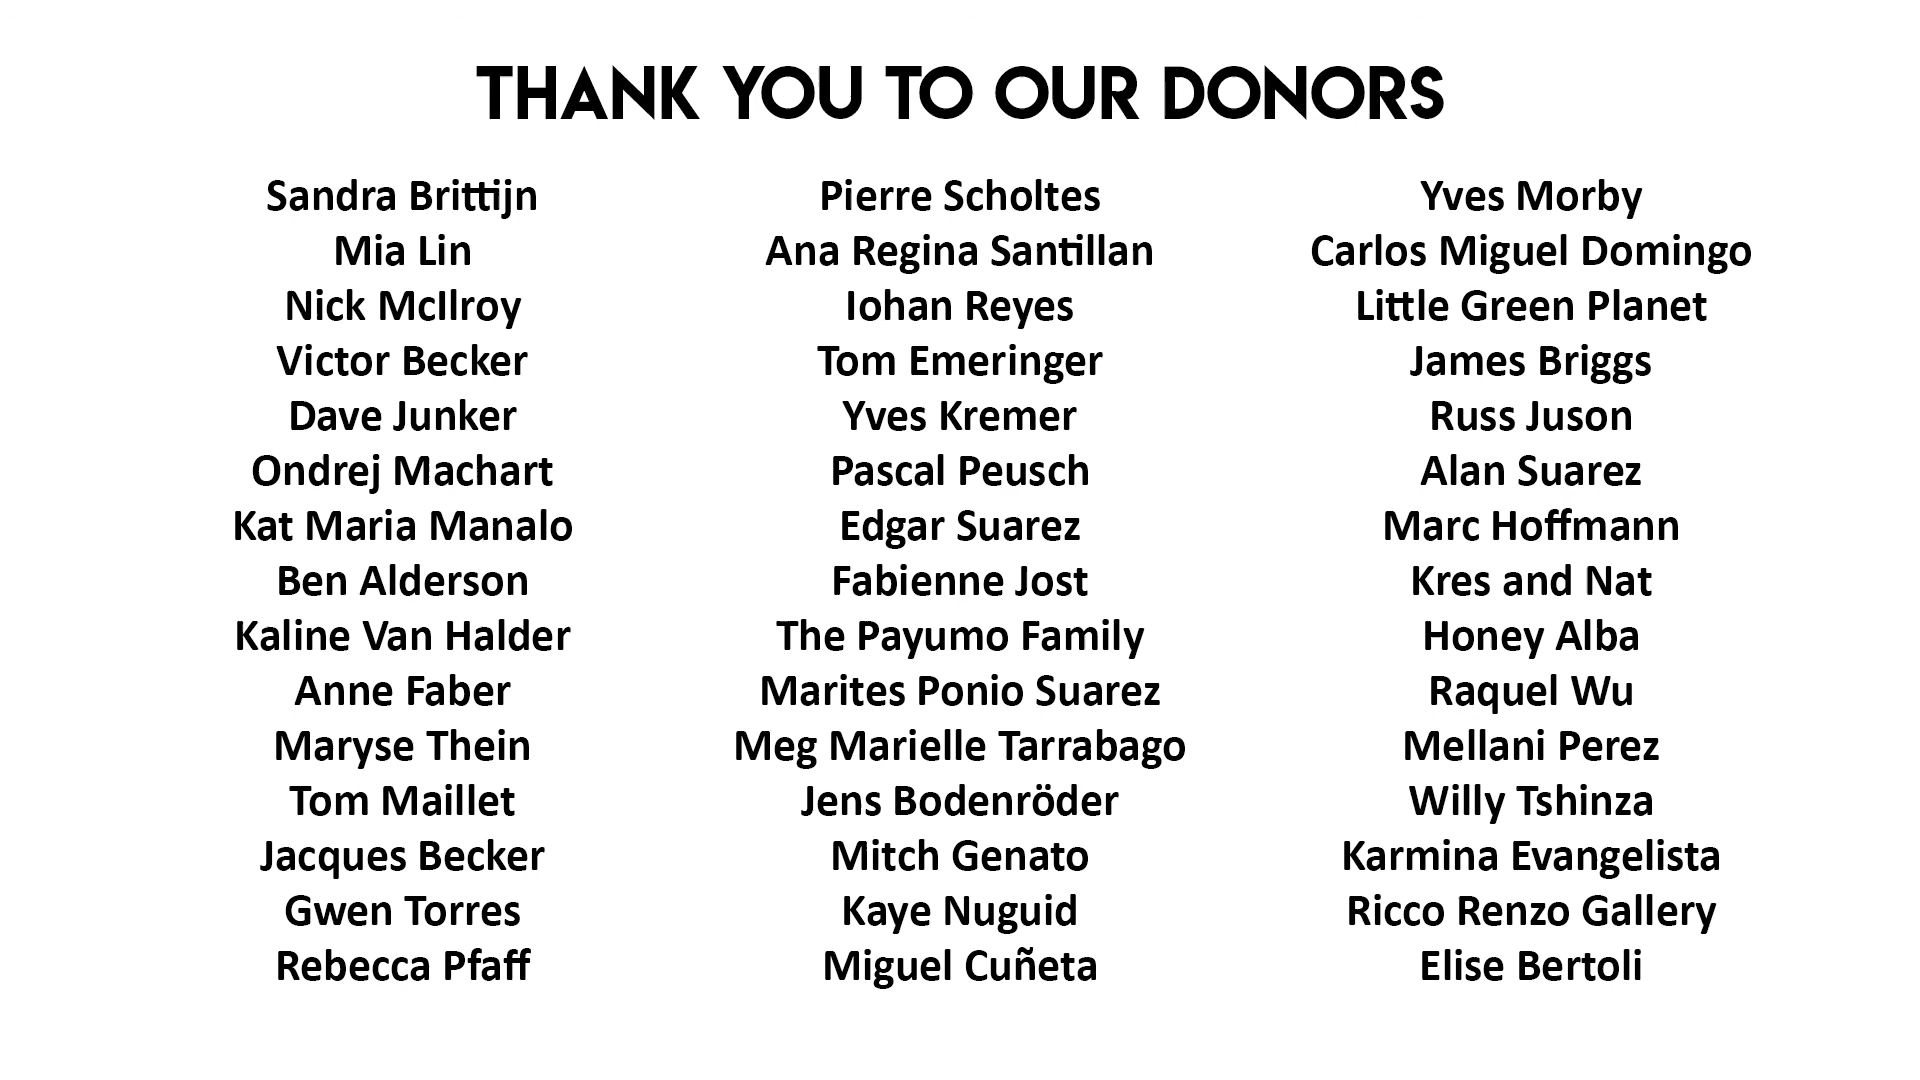 THANK YOU TO OUR DONORS
Sandra Brittijn
Mia Lin
Nick McIlroy
Victor Becker
Dave Junker
Ondrej Machart
Kat Maria Manalo
Ben Alderson
Kaline Van Halder
Anne Faber
Maryse Thein
Tom Maillet
Jacques Becker
Gwen Torres
Rebecca Pfaff
Pierre Scholtes
Ana Regina Santillan
Iohan Reyes
Tom Emeringer
Yves Kremer
Pascal Peusch
Edgar Suarez
Fabienne Jost
The Payumo Family
Marites Ponio Suarez
Meg Marielle Tarrabago
Jens Bodenröder
Mitch Genato
Kaye Nuguid
Miguel Cuñeta
Yves Morby
Carlos Miguel Domingo
Little Green Planet
James Briggs
Russ Juson
Alan Suarez
Marc Hoffmann
Kres and Nat
Honey Alba
Raquel Wu
Mellani Perez
Willy Tshinza
Karmina Evangelista
Ricco Renzo Gallery
Elise Bertoli